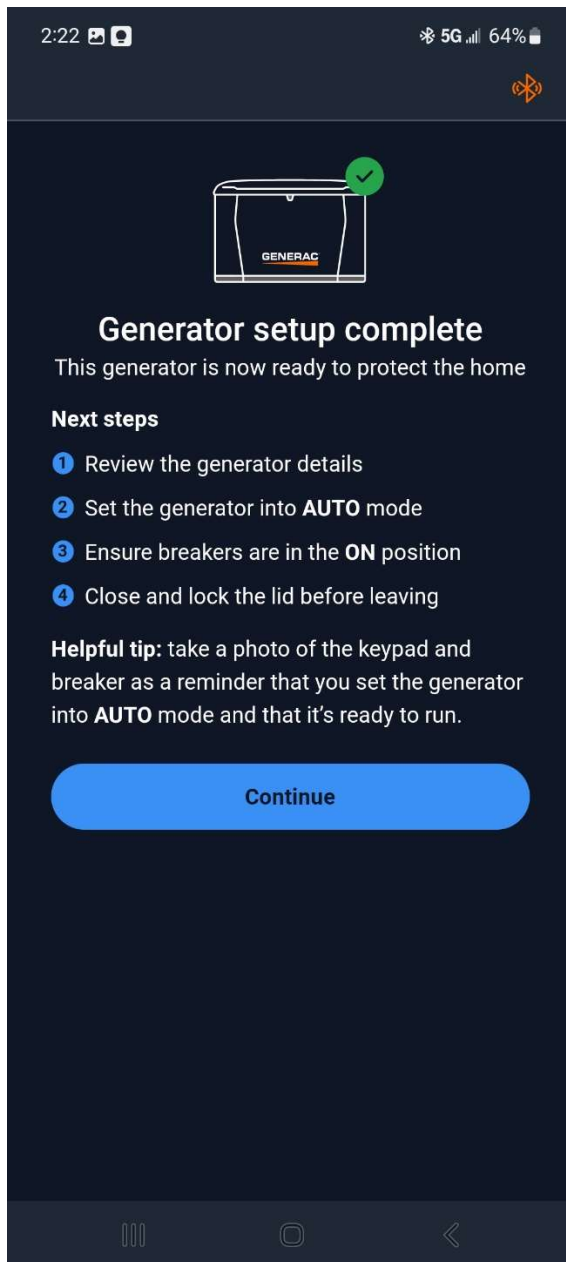 2:22 5G 64%
GENERAC
Generator setup complete
This generator is now ready to protect the home
Next steps
1 Review the generator details
2 Set the generator into AUTO mode
3 Ensure breakers are in the ON position
4 Close and lock the lid before leaving
Helpful tip: take a photo of the keypad and
breaker as a reminder that you set the generator
into AUTO mode and that it’s ready to run.
Continue